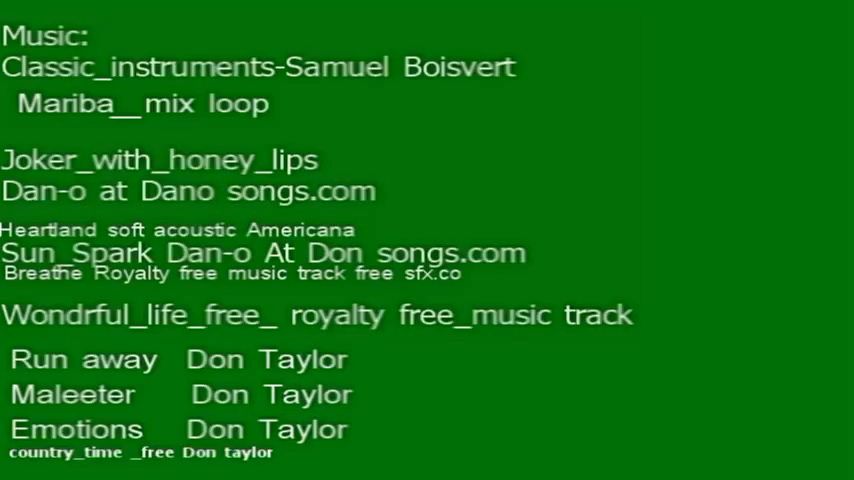 Music:
Classic_instruments-Samuel Boisvert
Mariba__mix loop
Joker_with_honey_lips
Dan-o at Dano songs.com
Heartland soft acoustic Americana
Sun_Spark Dan-o At Don songs.com
Breathe Royalty free music track free sfx.co
Wondrful_life_free_ royalty free_music track
Run away Don Taylor
Maleeter Don Taylor
Emotions Don Taylor
country_time _free Don taylor